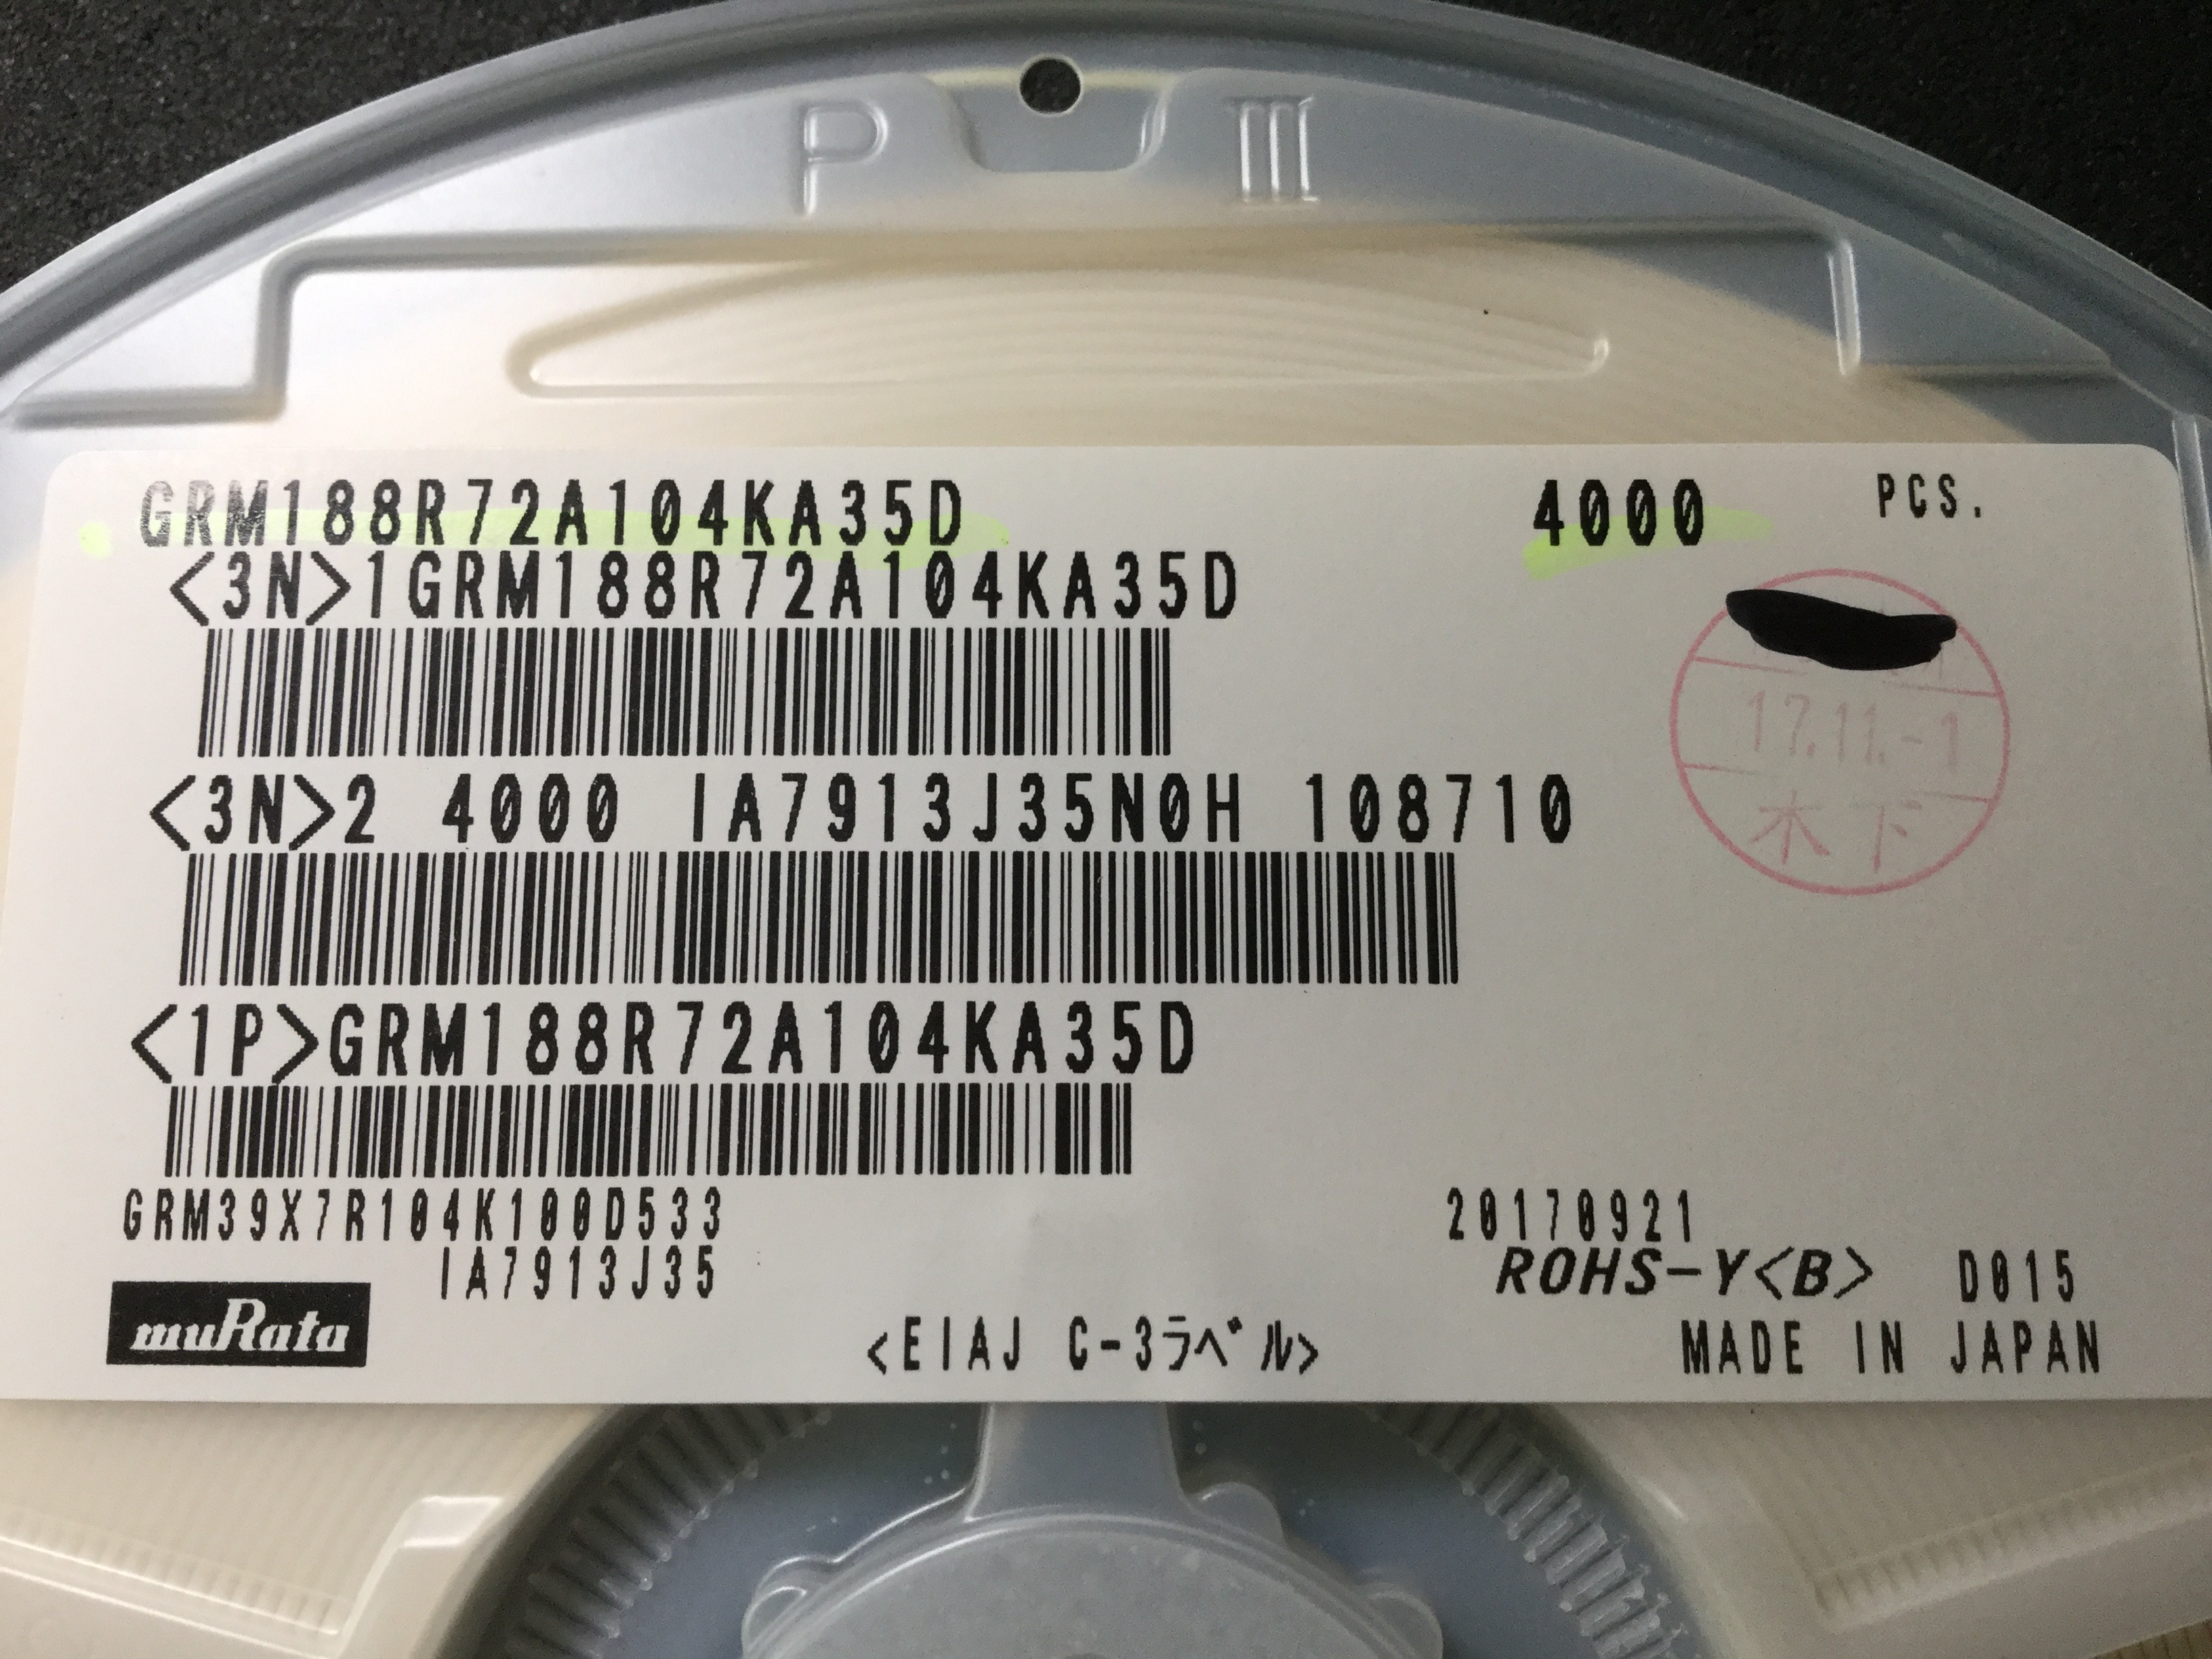 P III
GRM188R72A104KA35D 4000 PCS.
<3N>1GRM188R72A104KA35D
17.11.-1
<3N>2 4000 IA7913J35N0H 108710
木下
<1P>GRM188R72A104KA35D
GRM39X7R104K100D533 20170921
IA7913J35 ROHS-Y<B> D015
muRata <EIAJ C-3ラベル> MADE IN JAPAN